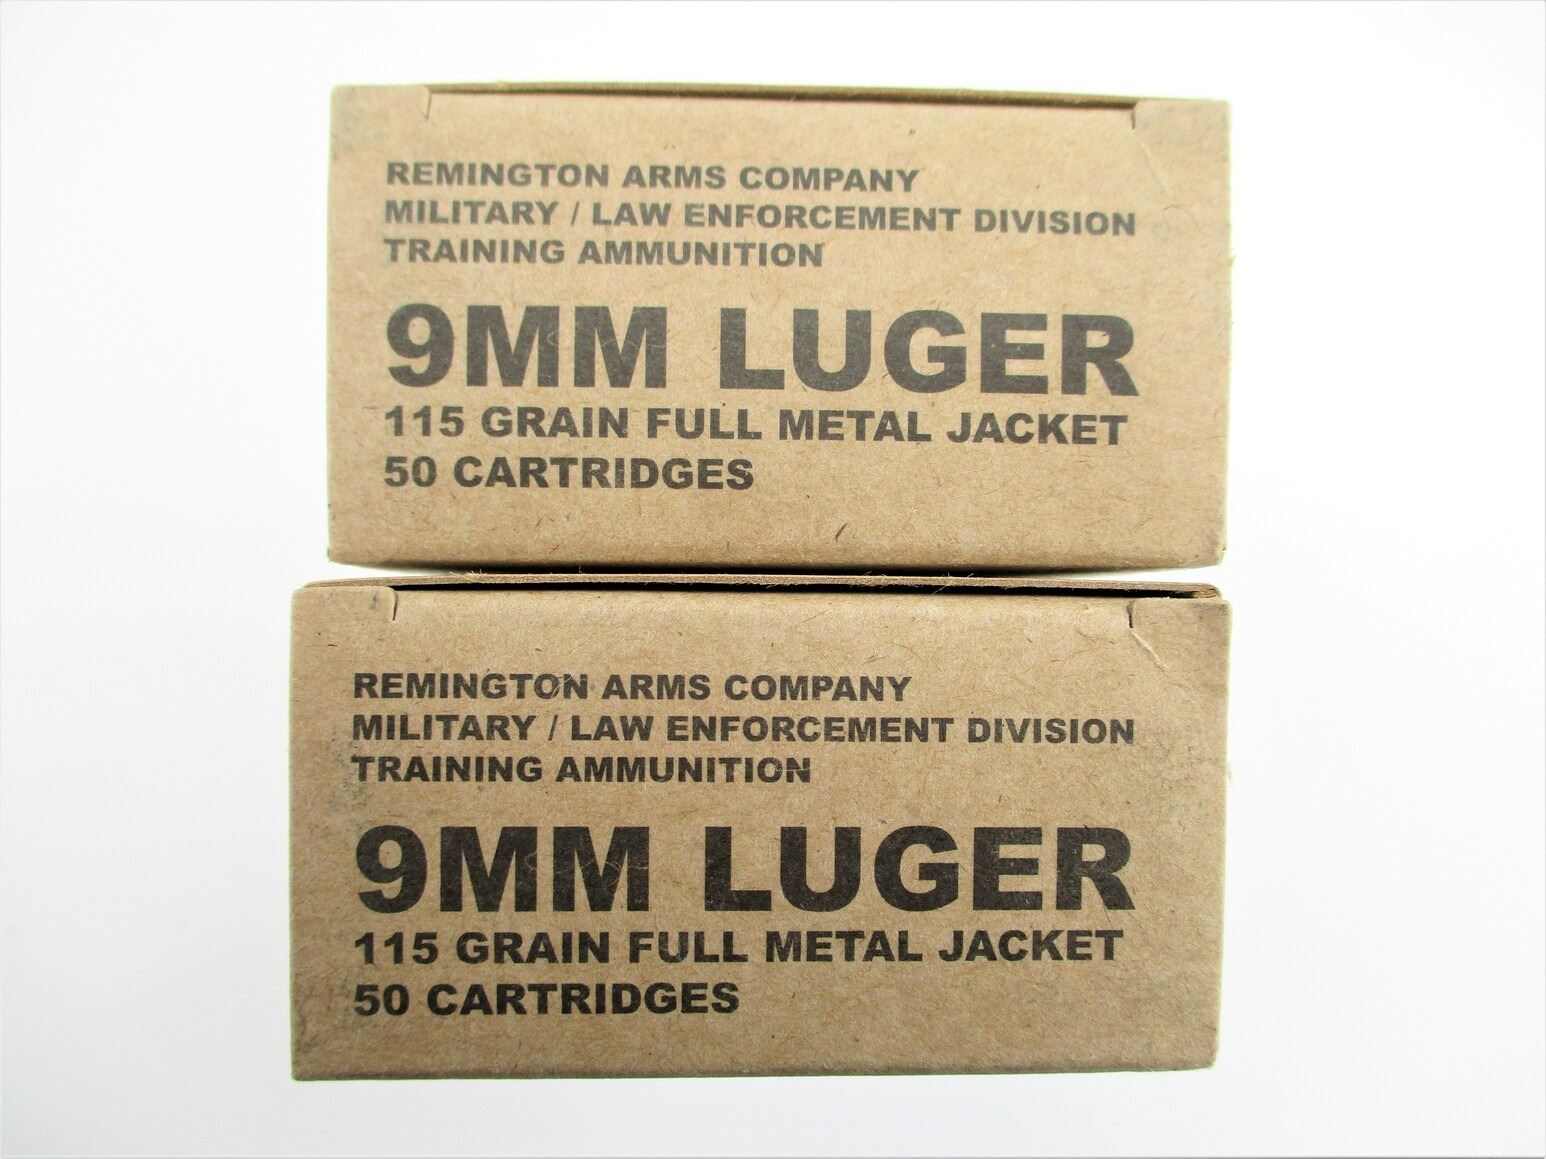 REMINGTON ARMS COMPANY
MILITARY / LAW ENFORCEMENT DIVISION
TRAINING AMMUNITION
9MM LUGER
115 GRAIN FULL METAL JACKET
50 CARTRIDGES
REMINGTON ARMS COMPANY
MILITARY / LAW ENFORCEMENT DIVISION
TRAINING AMMUNITION
9MM LUGER
115 GRAIN FULL METAL JACKET
50 CARTRIDGES